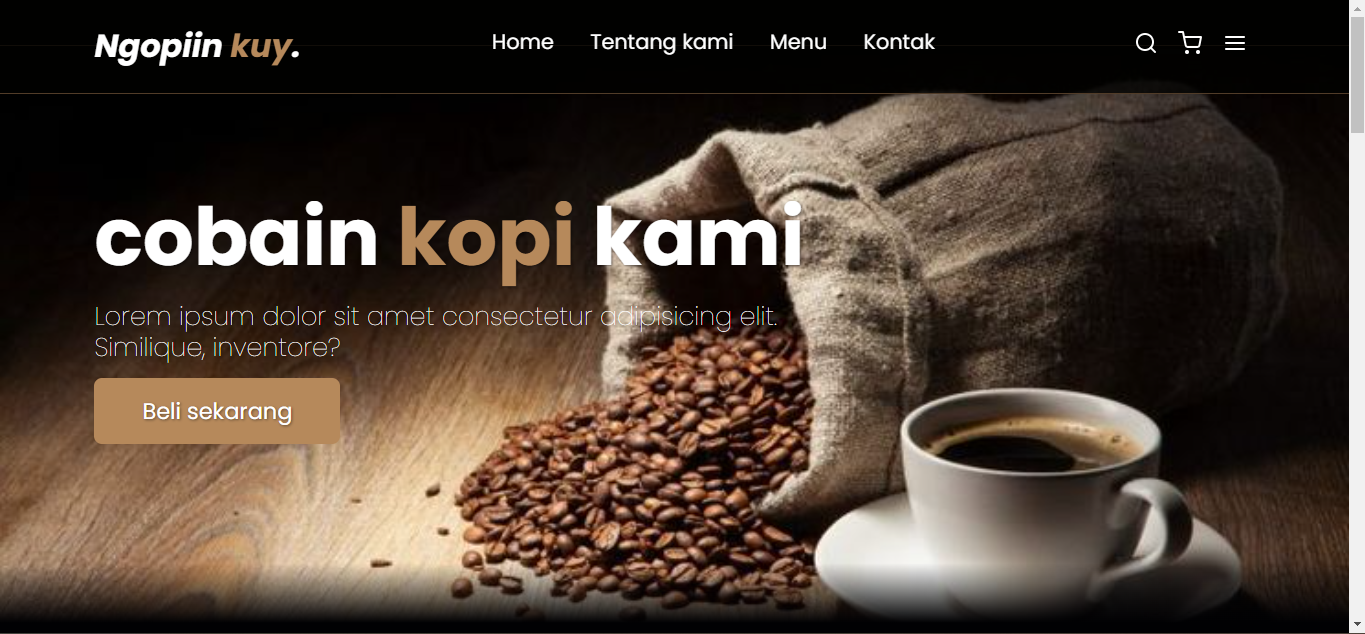 Ngopiin kuy.
Home Tentang kami Menu Kontak
cobain kopi kami
Lorem ipsum dolor sit amet consectetur adipisicing elit.
Similique, inventore?
Beli sekarang